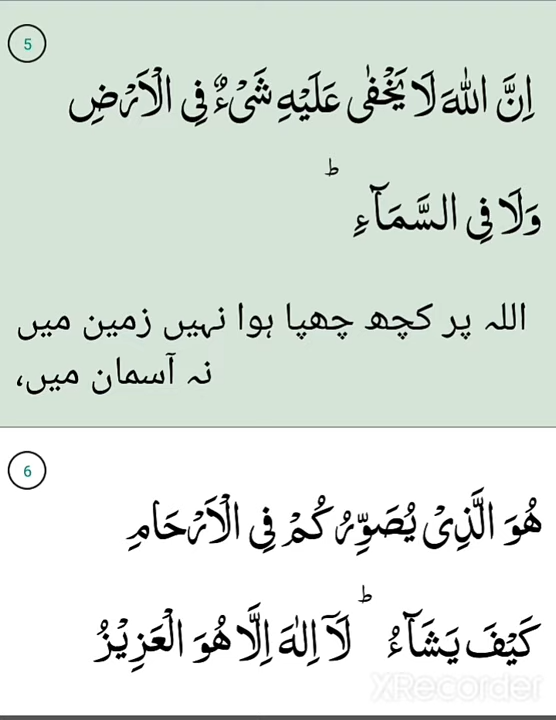 5
اِنَّ اللّٰهَ لَا يَخْفٰى عَلَيْهِ شَىْءٌ فِى الْاَرْضِ
وَلَا فِى السَّمَآءِ ؕ
اللہ پر کچھ چھپا ہوا نہیں زمین میں
نہ آسمان میں،
6
هُوَ الَّذِىْ يُصَوِّرُكُمْ فِى الْاَرْحَامِ
كَيْفَ يَشَآءُ ؕ لَاۤ اِلٰهَ اِلَّا هُوَ الْعَزِيْزُ
XRecorder